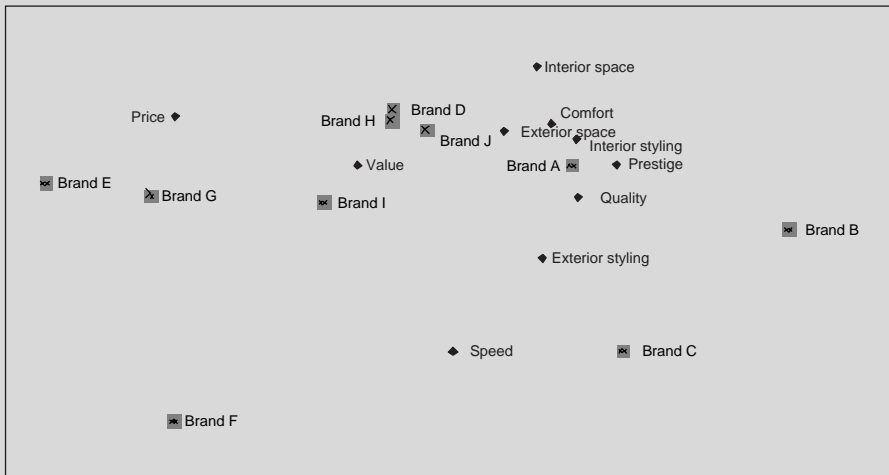 Interior space
Price
Brand D
Comfort
Brand H
Exterior space
Brand J
Interior styling
Value
Brand A
Prestige
Brand E
Brand G
Quality
Brand I
Brand B
Exterior styling
Speed
Brand C
Brand F